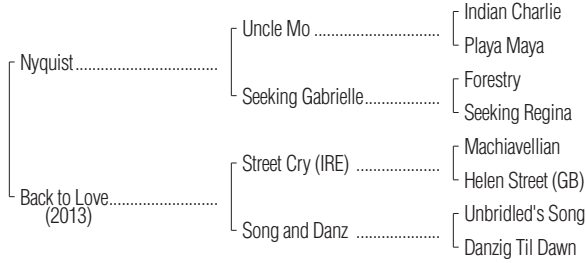 Indian Charlie
Uncle Mo ................................
Playa Maya
Nyquist ....................................
Forestry
Seeking Gabrielle ...................
Seeking Regina
Machiavellian
Street Cry (IRE) .....................
Helen Street (GB)
Back to Love ...........................
(2013)
Unbridled's Song
Song and Danz .....................
Danzig Til Dawn